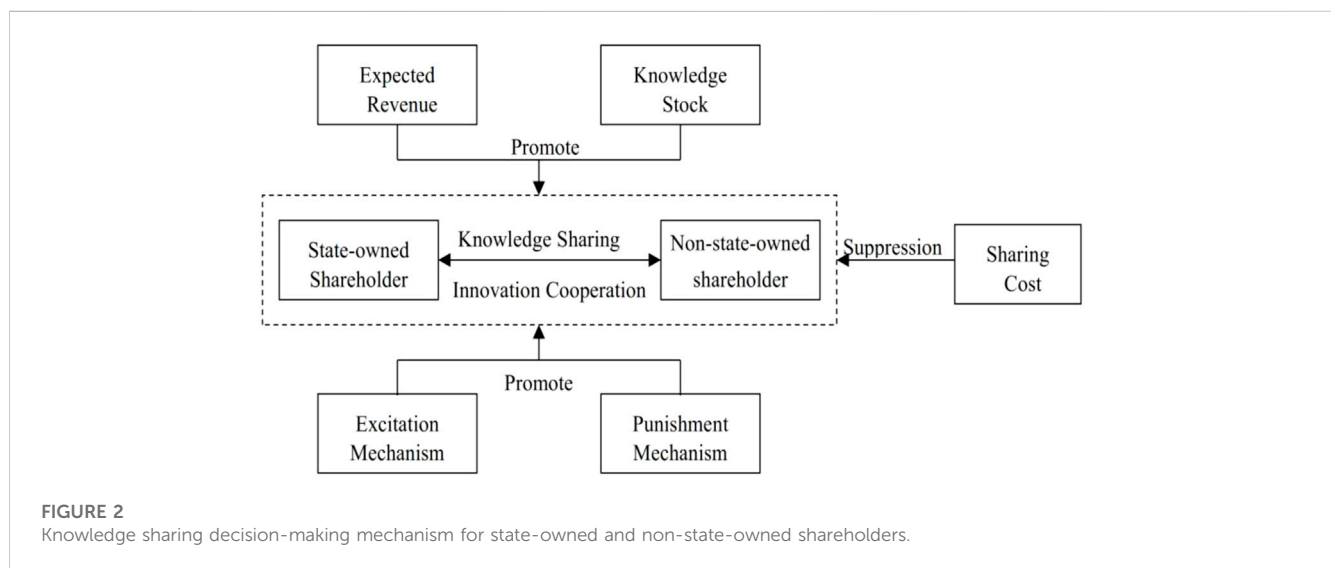 Expected
Revenue
Knowledge
Stock
Promote
State-owned
Shareholder
Knowledge Sharing
Innovation Cooperation
Non-state-owned
shareholder
Suppression
Sharing
Cost
Promote
Excitation
Mechanism
Punishment
Mechanism
FIGURE 2
Knowledge sharing decision-making mechanism for state-owned and non-state-owned shareholders.